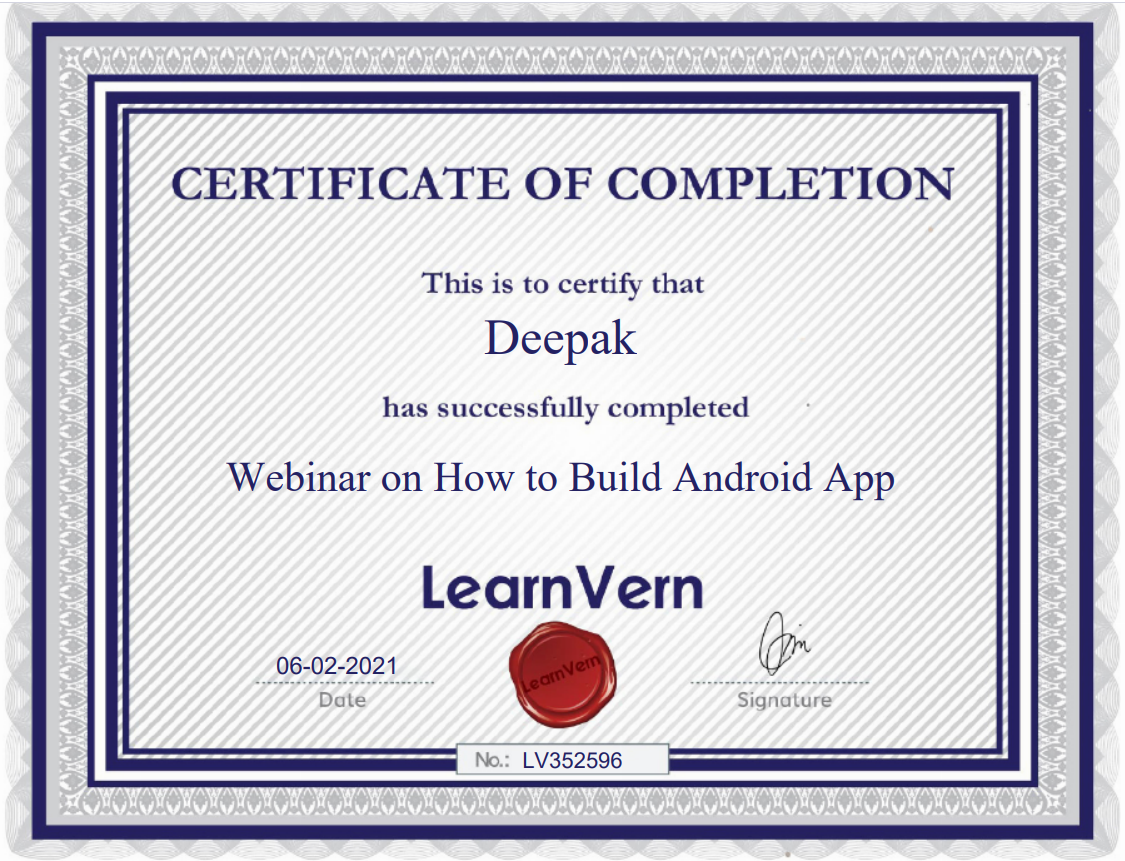 CERTIFICATE OF COMPLETION
This is to certify that
Deepak
has successfully completed
Webinar on How to Build Android App
LearnVern
LearnVern
06-02-2021
Date
Signature
No.: LV352596